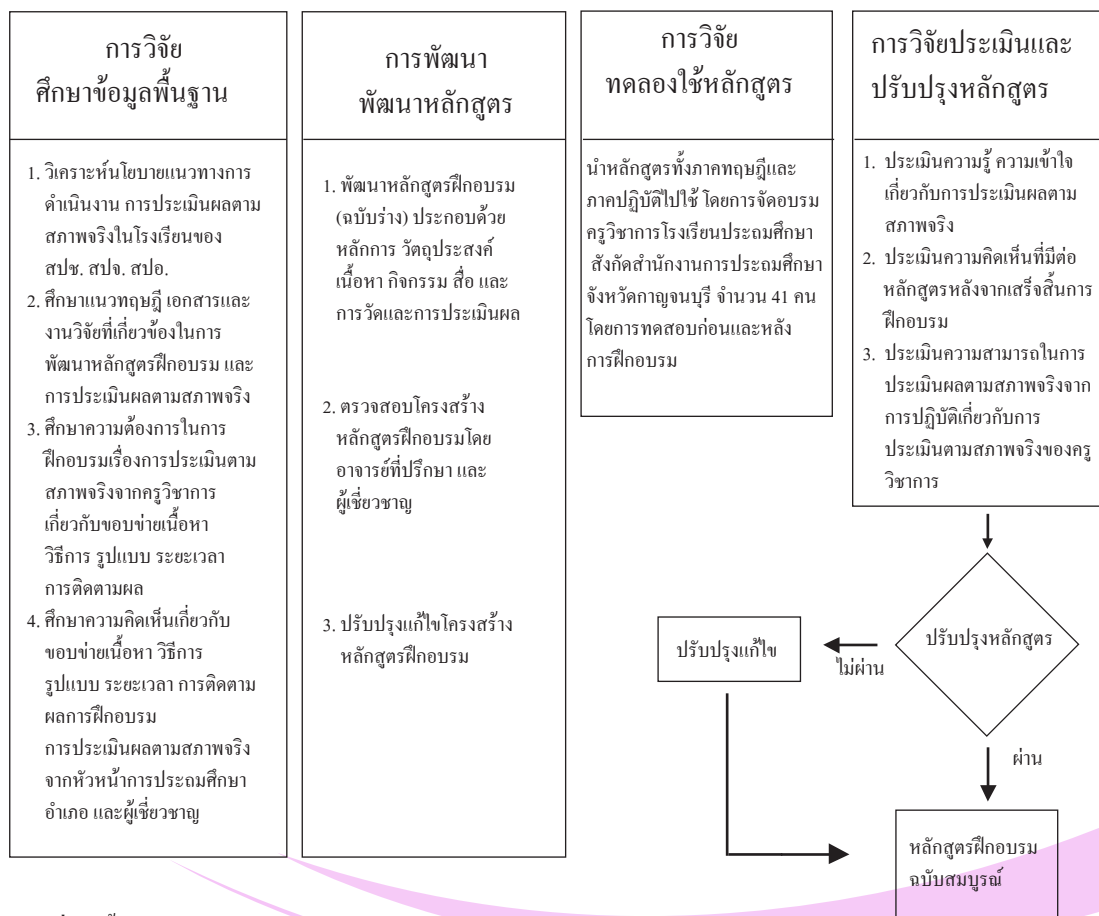 การวิจัย
ศึกษาข้อมูลพื้นฐาน
1. วิเคราะห์นโยบายแนวทางการ
ดำเนินงาน การประเมินผลตาม
สภาพจริงในโรงเรียนของ
สปช. สปจ. สปอ.
2. ศึกษาแนวทฤษฎี เอกสารและ
งานวิจัยที่เกี่ยวข้องในการ
พัฒนาหลักสูตรฝึกอบรม และ
การประเมินผลตามสภาพจริง
3. ศึกษาความต้องการในการ
ฝึกอบรมเรื่องการประเมินตาม
สภาพจริงจากครูวิชาการ
เกี่ยวกับขอบข่ายเนื้อหา
วิธีการ รูปแบบ ระยะเวลา
การติดตามผล
4. ศึกษาความคิดเห็นเกี่ยวกับ
ขอบข่ายเนื้อหา วิธีการ
รูปแบบ ระยะเวลา การติดตาม
ผลการฝึกอบรม
การประเมินผลตามสภาพจริง
จากหัวหน้าการประถมศึกษา
อำเภอ และผู้เชี่ยวชาญ
การพัฒนา
พัฒนาหลักสูตร
1. พัฒนาหลักสูตรฝึกอบรม
(ฉบับร่าง) ประกอบด้วย
หลักการ วัตถุประสงค์
เนื้อหา กิจกรรม สื่อ และ
การวัดและการประเมินผล
2. ตรวจสอบโครงสร้าง
หลักสูตรฝึกอบรมโดย
อาจารย์ที่ปรึกษา และ
ผู้เชี่ยวชาญ
3. ปรับปรุงแก้ไขโครงสร้าง
หลักสูตรฝึกอบรม
การวิจัย
ทดลองใช้หลักสูตร
นำหลักสูตรทั้งภาคทฤษฎีและ
ภาคปฏิบัติไปใช้ โดยการจัดอบรม
ครูวิชาการโรงเรียนประถมศึกษา
สังกัดสำนักงานการประถมศึกษา
จังหวัดกาญจนบุรี จำนวน 41 คน
โดยการทดสอบก่อนและหลัง
การฝึกอบรม
การวิจัยประเมินและ
ปรับปรุงหลักสูตร
1. ประเมินความรู้ ความเข้าใจ
เกี่ยวกับการประเมินผลตาม
สภาพจริง
2. ประเมินความคิดเห็นที่มีต่อ
หลักสูตรหลังจากเสร็จสิ้นการ
ฝึกอบรม
3. ประเมินความสามารถในการ
ประเมินผลตามสภาพจริงจาก
การปฏิบัติเกี่ยวกับการ
ประเมินตามสภาพจริงของครู
วิชาการ
ปรับปรุงหลักสูตร
ไม่ผ่าน
ปรับปรุงแก้ไข
ผ่าน
หลักสูตรฝึกอบรม
ฉบับสมบูรณ์